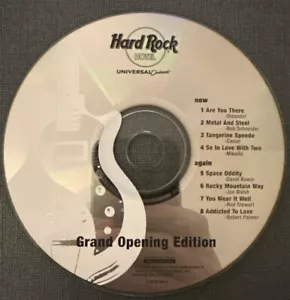 Hard Rock
HOTEL
UNIVERSAL Orlando
now
1 Are You There
-Oleander
2 Metal And Steel
-Bob Schneider
3 Tangerine Speedo
-Caviar
4 So In Love With Two
-Mikaila
again
5 Space Oddity
-David Bowie
6 Rocky Mountain Way
-Joe Walsh
7 You Wear It Well
-Rod Stewart
8 Addicted To Love
-Robert Palmer
Grand Opening Edition